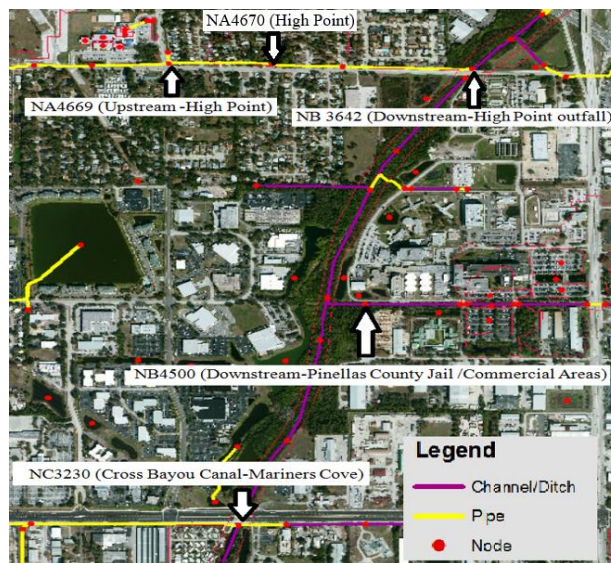 NA4670 (High Point)
NA4669 (Upstream -High Point)
NB 3642 (Downstream-High Point outfall)
NB4500 (Downstream-Pinellas County Jail /Commercial Areas)
NC3230 (Cross Bayou Canal-Mariners Cove)
Legend
Channel/Ditch
Pipe
Node